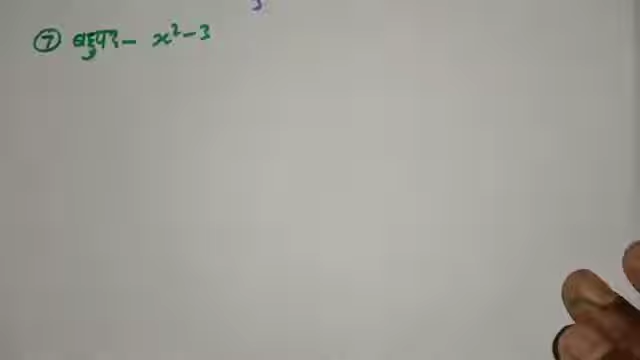 ⑦ बहुपद - x² - 3